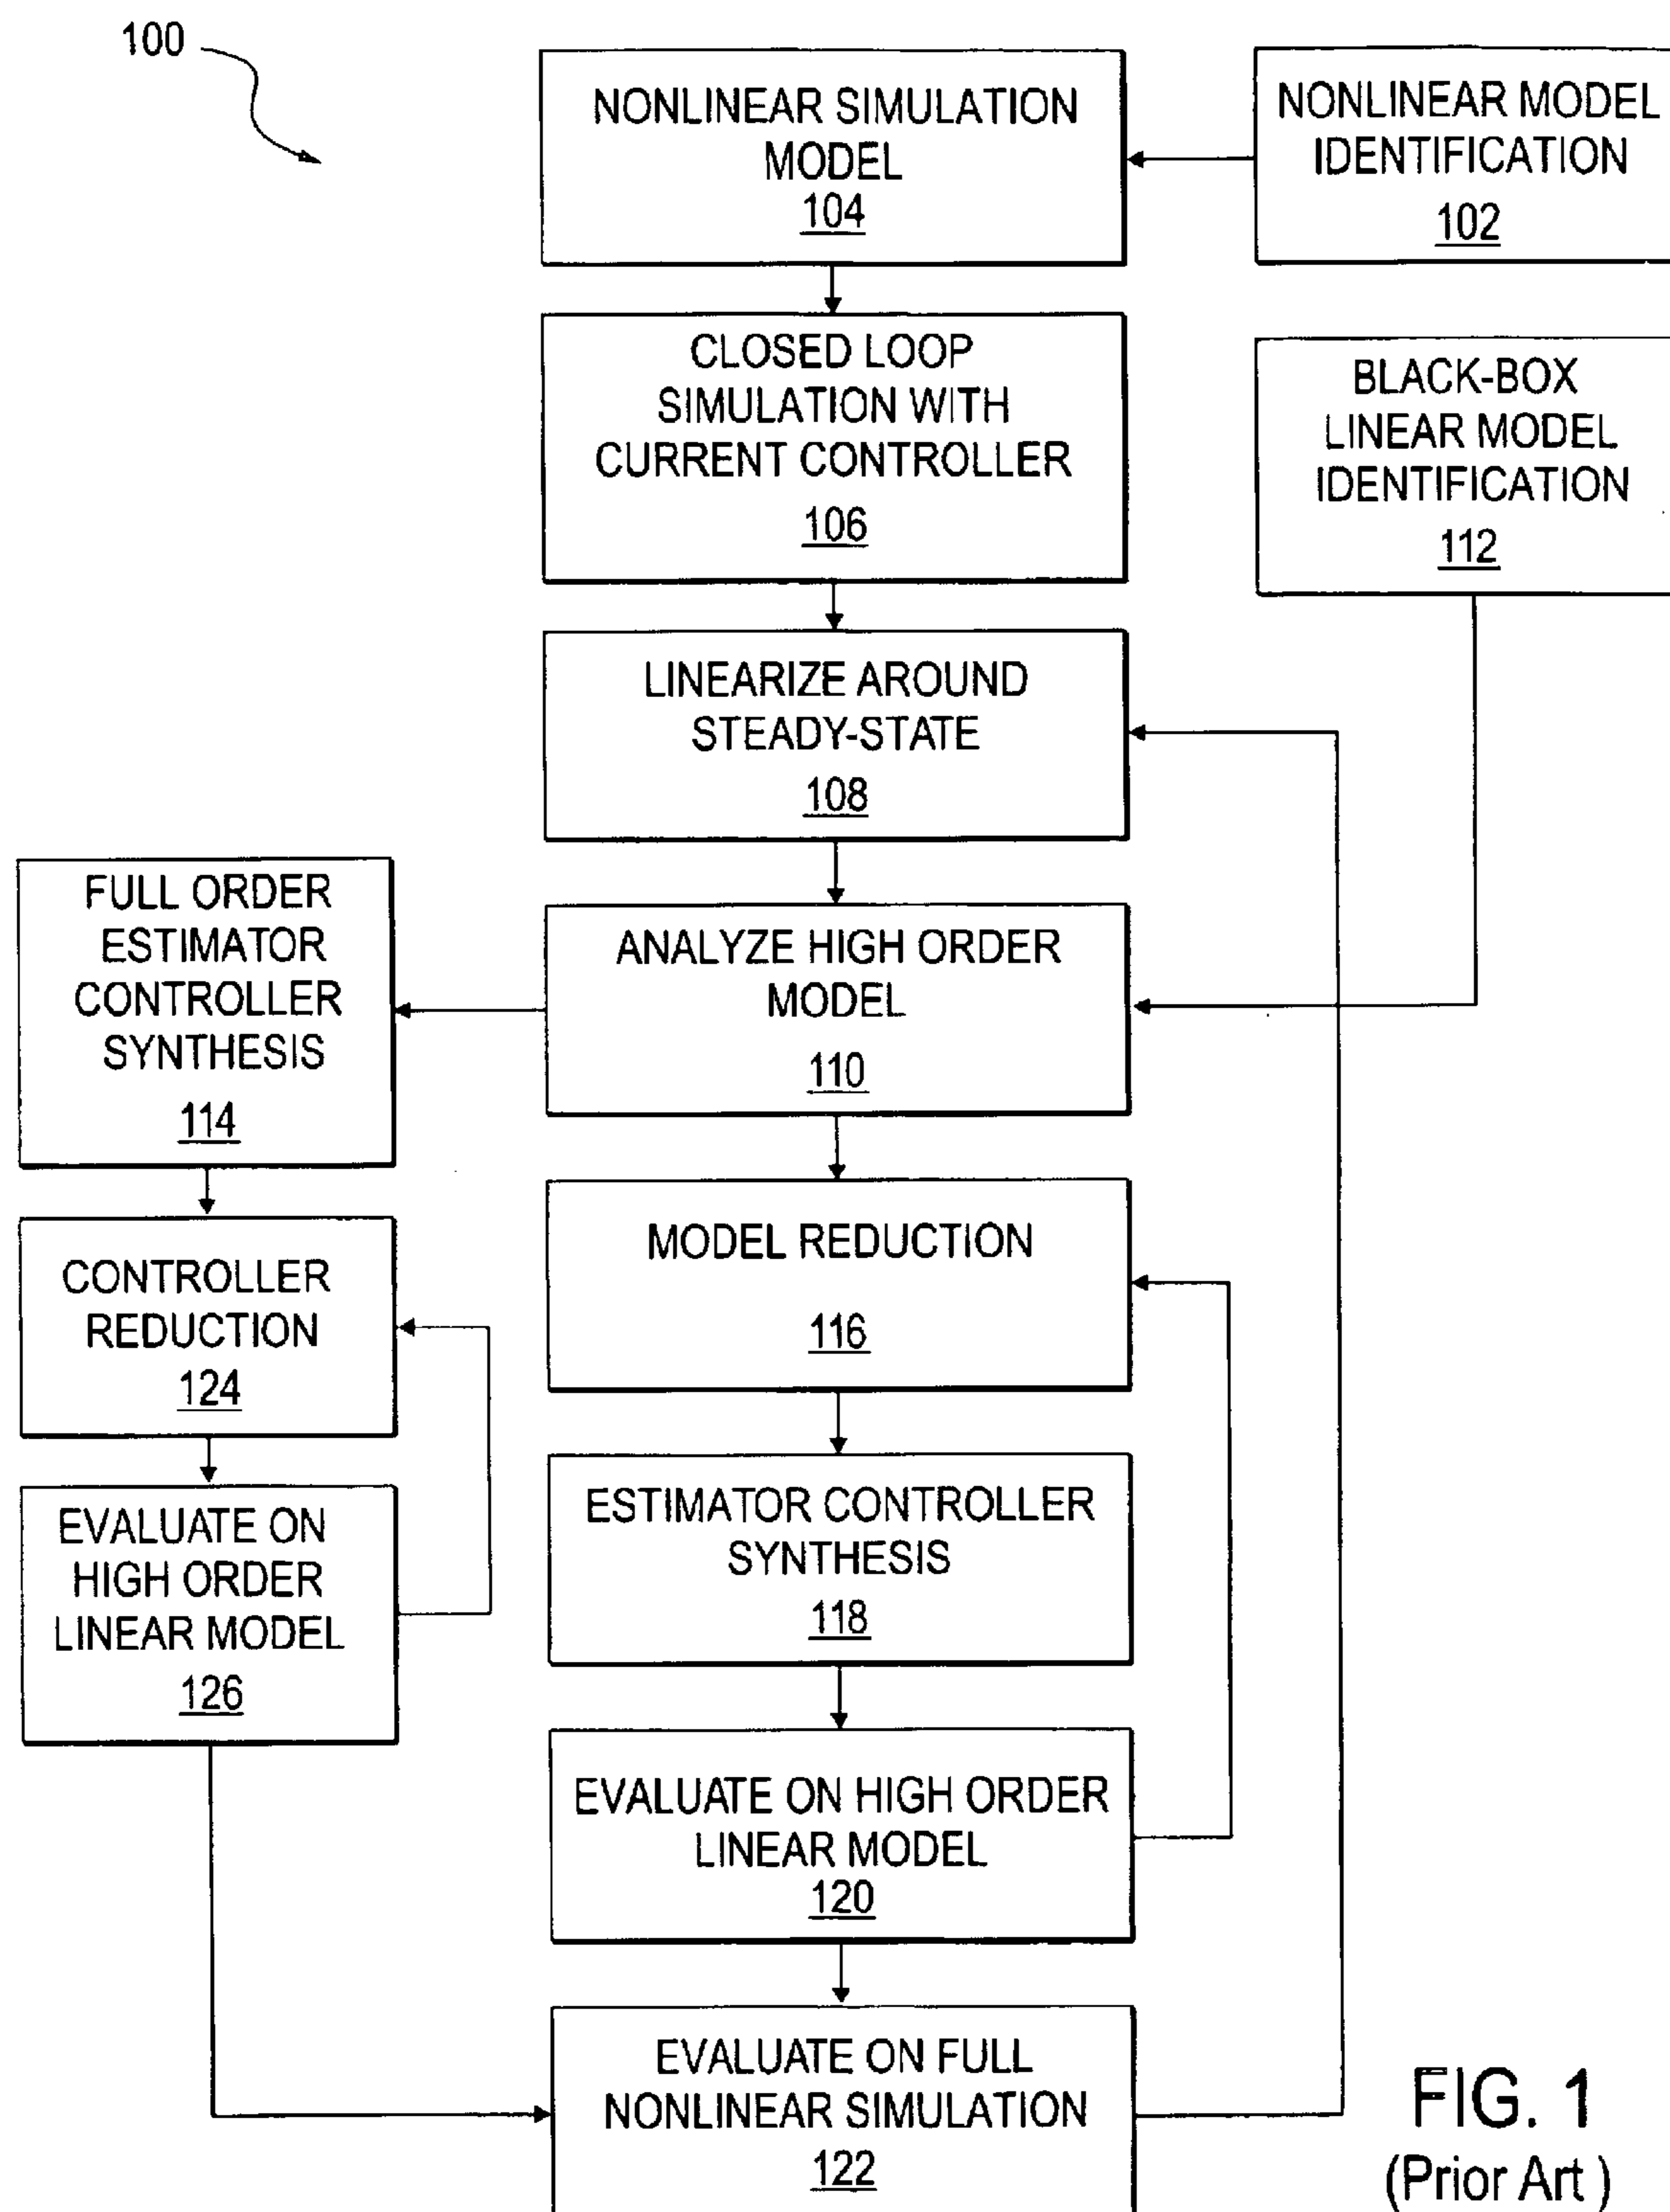 100
NONLINEAR SIMULATION
MODEL
104
NONLINEAR MODEL
IDENTIFICATION
102
CLOSED LOOP
SIMULATION WITH
CURRENT CONTROLLER
106
BLACK-BOX
LINEAR MODEL
IDENTIFICATION
112
LINEARIZE AROUND
STEADY-STATE
108
FULL ORDER
ESTIMATOR
CONTROLLER
SYNTHESIS
114
ANALYZE HIGH ORDER
MODEL
110
CONTROLLER
REDUCTION
124
MODEL REDUCTION
116
EVALUATE ON
HIGH ORDER
LINEAR MODEL
126
ESTIMATOR CONTROLLER
SYNTHESIS
118
EVALUATE ON HIGH ORDER
LINEAR MODEL
120
EVALUATE ON FULL
NONLINEAR SIMULATION
122
FIG. 1
(Prior Art )